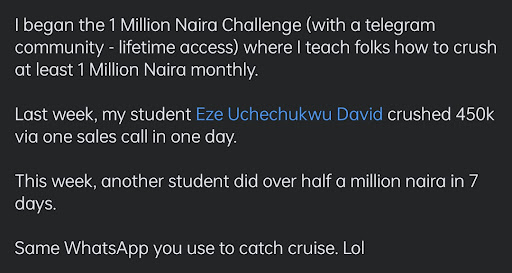 I began the 1 Million Naira Challenge (with a telegram
community - lifetime access) where I teach folks how to crush
at least 1 Million Naira monthly.
Last week, my student Eze Uchechukwu David crushed 450k
via one sales call in one day.
This week, another student did over half a million naira in 7
days.
Same WhatsApp you use to catch cruise. Lol